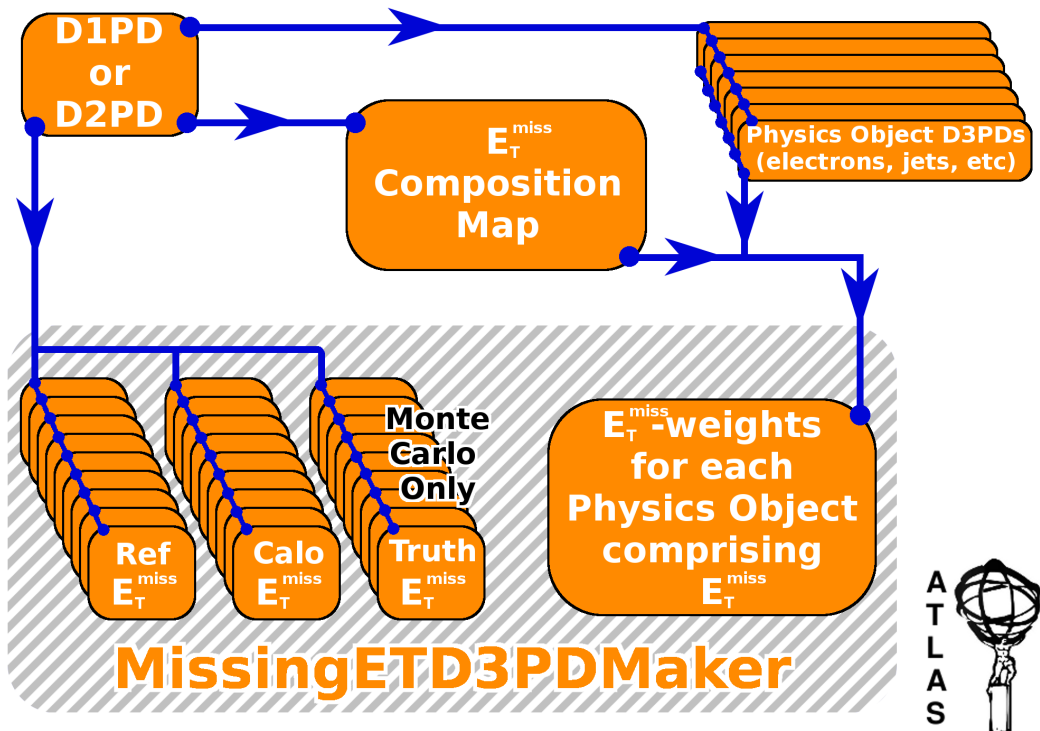 D1PD
or
D2PD
Physics Object D3PDs
(electrons, jets, etc)
E_T^miss
Composition
Map
Monte
Carlo
Only
Ref
E_T^miss
Calo
E_T^miss
Truth
E_T^miss
E_T^miss-weights
for each
Physics Object
comprising
E_T^miss
MissingETD3PDMaker
ATLAS